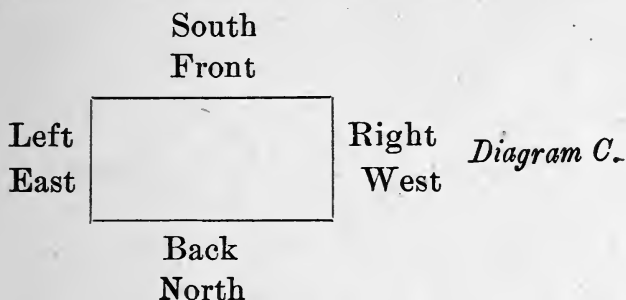 South
Front
Left Right Diagram C.
East West
Back
North